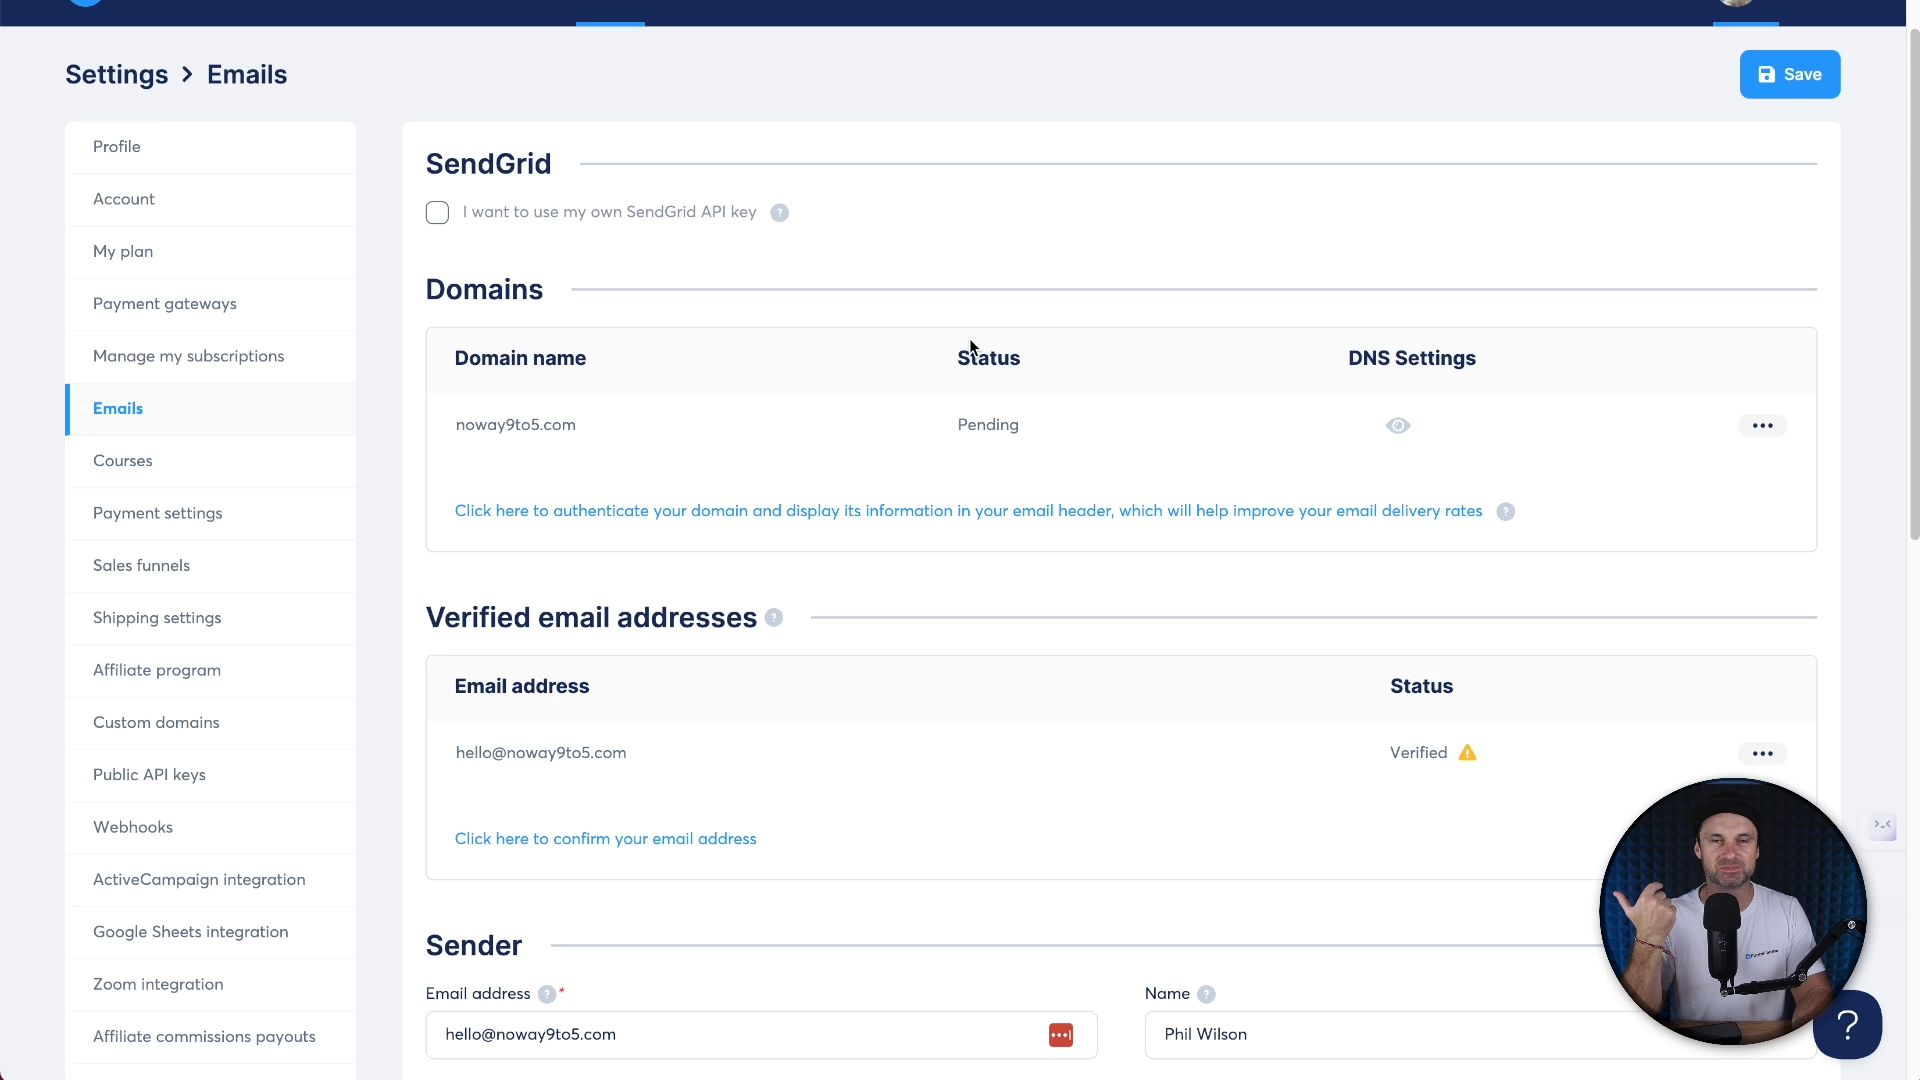 Settings > Emails
Save
Profile
Account
My plan
Payment gateways
Manage my subscriptions
Emails
Courses
Payment settings
Sales funnels
Shipping settings
Affiliate program
Custom domains
Public API keys
Webhooks
ActiveCampaign integration
Google Sheets integration
Zoom integration
Affiliate commissions payouts
SendGrid
I want to use my own SendGrid API key ?
Domains
Domain name Status DNS Settings
noway9to5.com Pending
Click here to authenticate your domain and display its information in your email header, which will help improve your email delivery rates ?
Verified email addresses ?
Email address Status
hello@noway9to5.com Verified
Click here to confirm your email address
Sender
Email address ? * Name ?
hello@noway9to5.com Phil Wilson
?